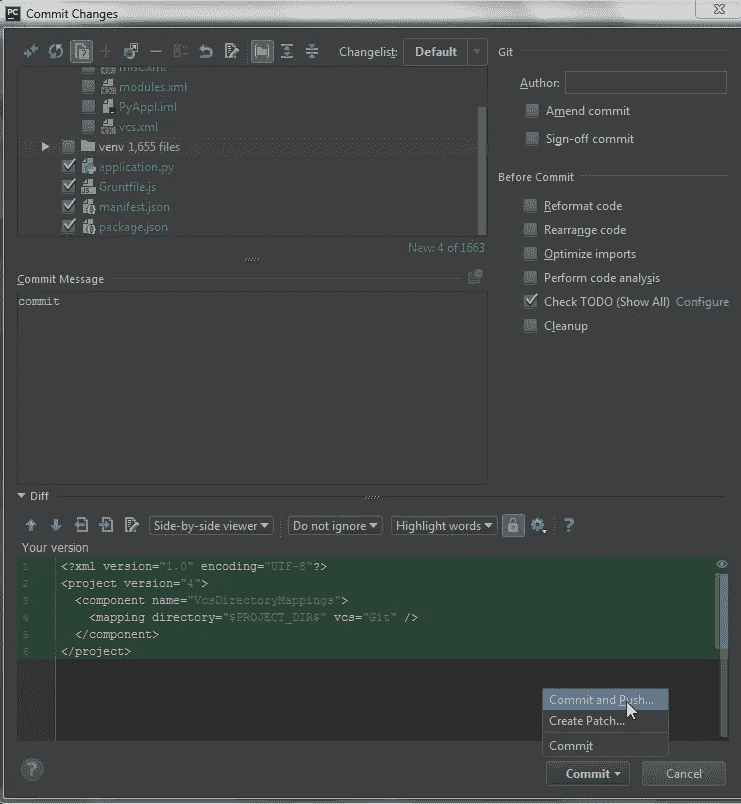 PC Commit Changes
Changelist: Default
Git
misc.xml
modules.xml
PyAppl.iml
vcs.xml
venv 1,655 files
application.py
Gruntfile.js
manifest.json
package.json
New: 4 of 1663
Author:
Amend commit
Sign-off commit
Before Commit
Reformat code
Rearrange code
Optimize imports
Perform code analysis
Check TODO (Show All) Configure
Cleanup
Commit Message
commit
Diff
Side-by-side viewer Do not ignore Highlight words ?
Your version
1 <?xml version="1.0" encoding="UTF-8"?>
2 <project version="4">
3 <component name="VcsDirectoryMappings">
4 <mapping directory="$PROJECT_DIR$" vcs="Git" />
5 </component>
6 </project>
Commit and Push...
Create Patch...
Commit
? Commit Cancel